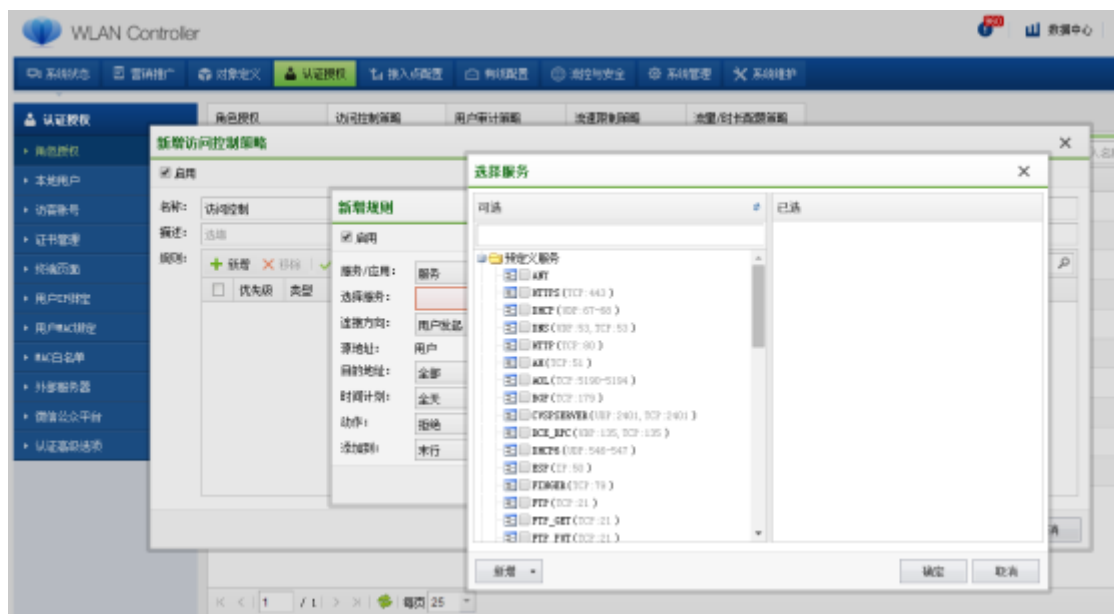 WLAN Controller
数据中心
系统状态 营销推广 对象定义 认证授权 接入点配置 有线配置 流控与安全 系统管理 系统维护
认证授权
角色授权 访问控制策略 用户审计策略 流速限制策略 流量/时长配额策略
角色授权
本地用户
访客账号
证书管理
终端页面
用户MAC绑定
MAC白名单
外部服务器
微信公众平台
认证高级选项
新增访问控制策略
启用
名称: 访问控制
描述: 选填
规则: 新增 移除
优先级 类型
新增规则
启用
服务/应用: 服务
选择服务:
连接方向: 用户发起
源地址: 用户
目的地址: 全部
时间计划: 全天
动作: 拒绝
添加到: 末行
选择服务
可选 已选
预定义服务
ANY
HTTPS(TCP:443)
DHCP(UDP:67-68)
DNS(UDP:53,TCP:53)
HTTP(TCP:80)
AH(TCP:51)
AOL(TCP:5190-5194)
BGP(TCP:179)
CVSPSERVER(UDP:2401,TCP:2401)
DCE_RPC(UDP:135,TCP:135)
DHCP6(UDP:546-547)
ESP(IP:50)
FINGER(TCP:79)
FTP(TCP:21)
FTP_GET(TCP:21)
FTP_PUT(TCP:21)
新增 确定 取消
消
1 / 1 每页 25